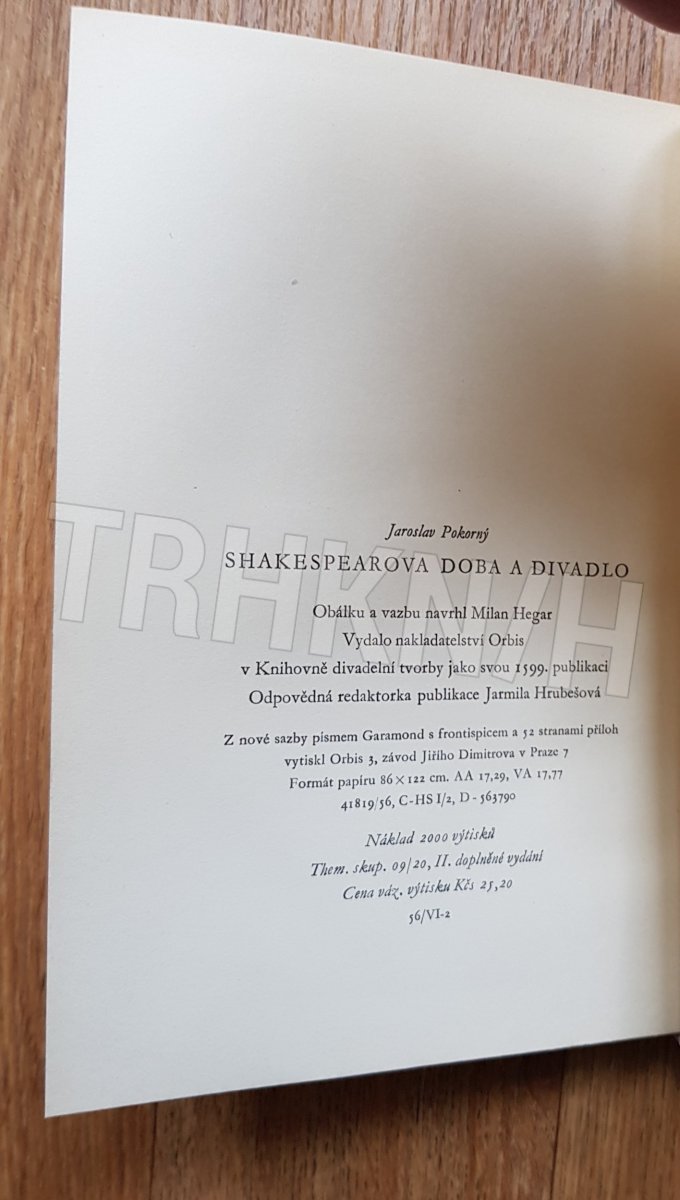 Jaroslav Pokorný
SHAKESPEAROVA DOBA A DIVADLO
Obálku a vazbu navrhl Milan Hegar
Vydalo nakladatelství Orbis
v Knihovně divadelní tvorby jako svou 1599. publikaci
Odpovědná redaktorka publikace Jarmila Hrubešová
Z nové sazby písmem Garamond s frontispicem a 52 stranami příloh
vytiskl Orbis 3, závod Jiřího Dimitrova v Praze 7
Formát papíru 86 × 122 cm. AA 17,29, VA 17,77
41819/56, C-HS I/2, D - 563790
Náklad 2000 výtisků
Them. skup. 09/20, II. doplněné vydání
Cena váz. výtisku Kčs 25,20
56/VI-2
TRHKNIH